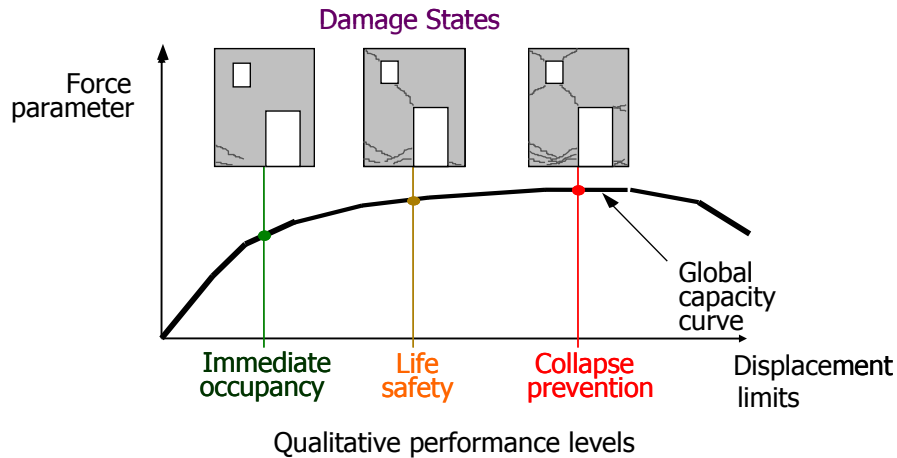 Damage States
Force
parameter
Global
capacity
curve
Immediate
occupancy
Life
safety
Collapse
prevention
Displacement
limits
Qualitative performance levels